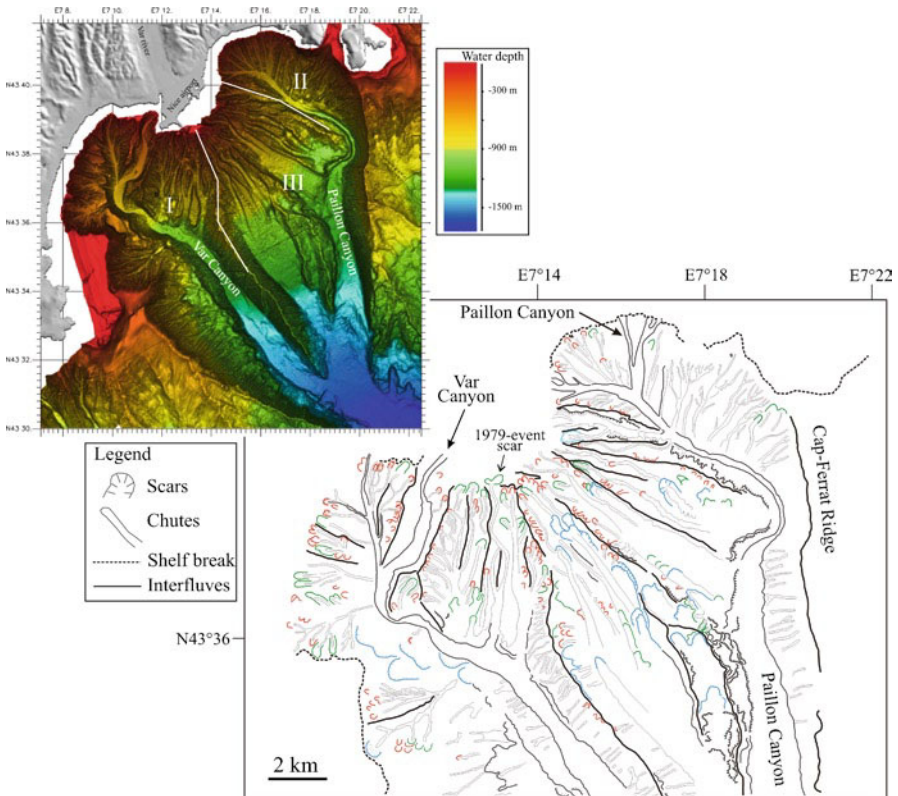 E7 8.
E7 10.
E7 12.
E7 14.
E7 16.
E7 18.
E7 20.
E7 22.
N43 40.
N43 38.
N43 36.
N43 34.
N43 32.
N43 30.
Var river
Nice airport
I
II
III
Var Canyon
Paillon Canyon
Water depth
-300 m
-900 m
-1500 m
E7°14
E7°18
E7°22
Paillon Canyon
Var
Canyon
1979-event
scar
Cap-Ferrat Ridge
Paillon Canyon
Legend
Scars
Chutes
Shelf break
Interfluves
N43°36
2 km